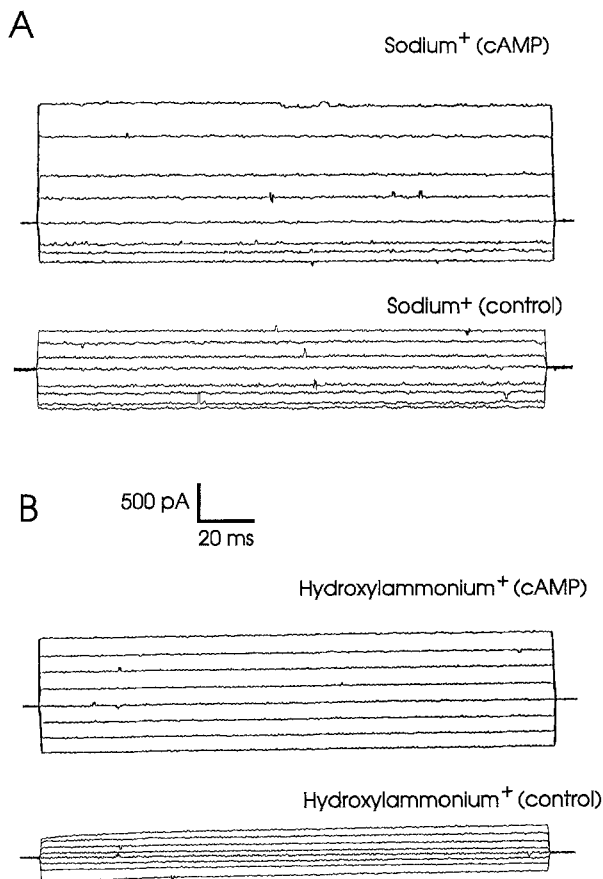 A
Sodium⁺ (cAMP)
Sodium+ (control)
B
500 pA
20 ms
Hydroxylammonium⁺ (cAMP)
Hydroxylammonium⁺ (control)